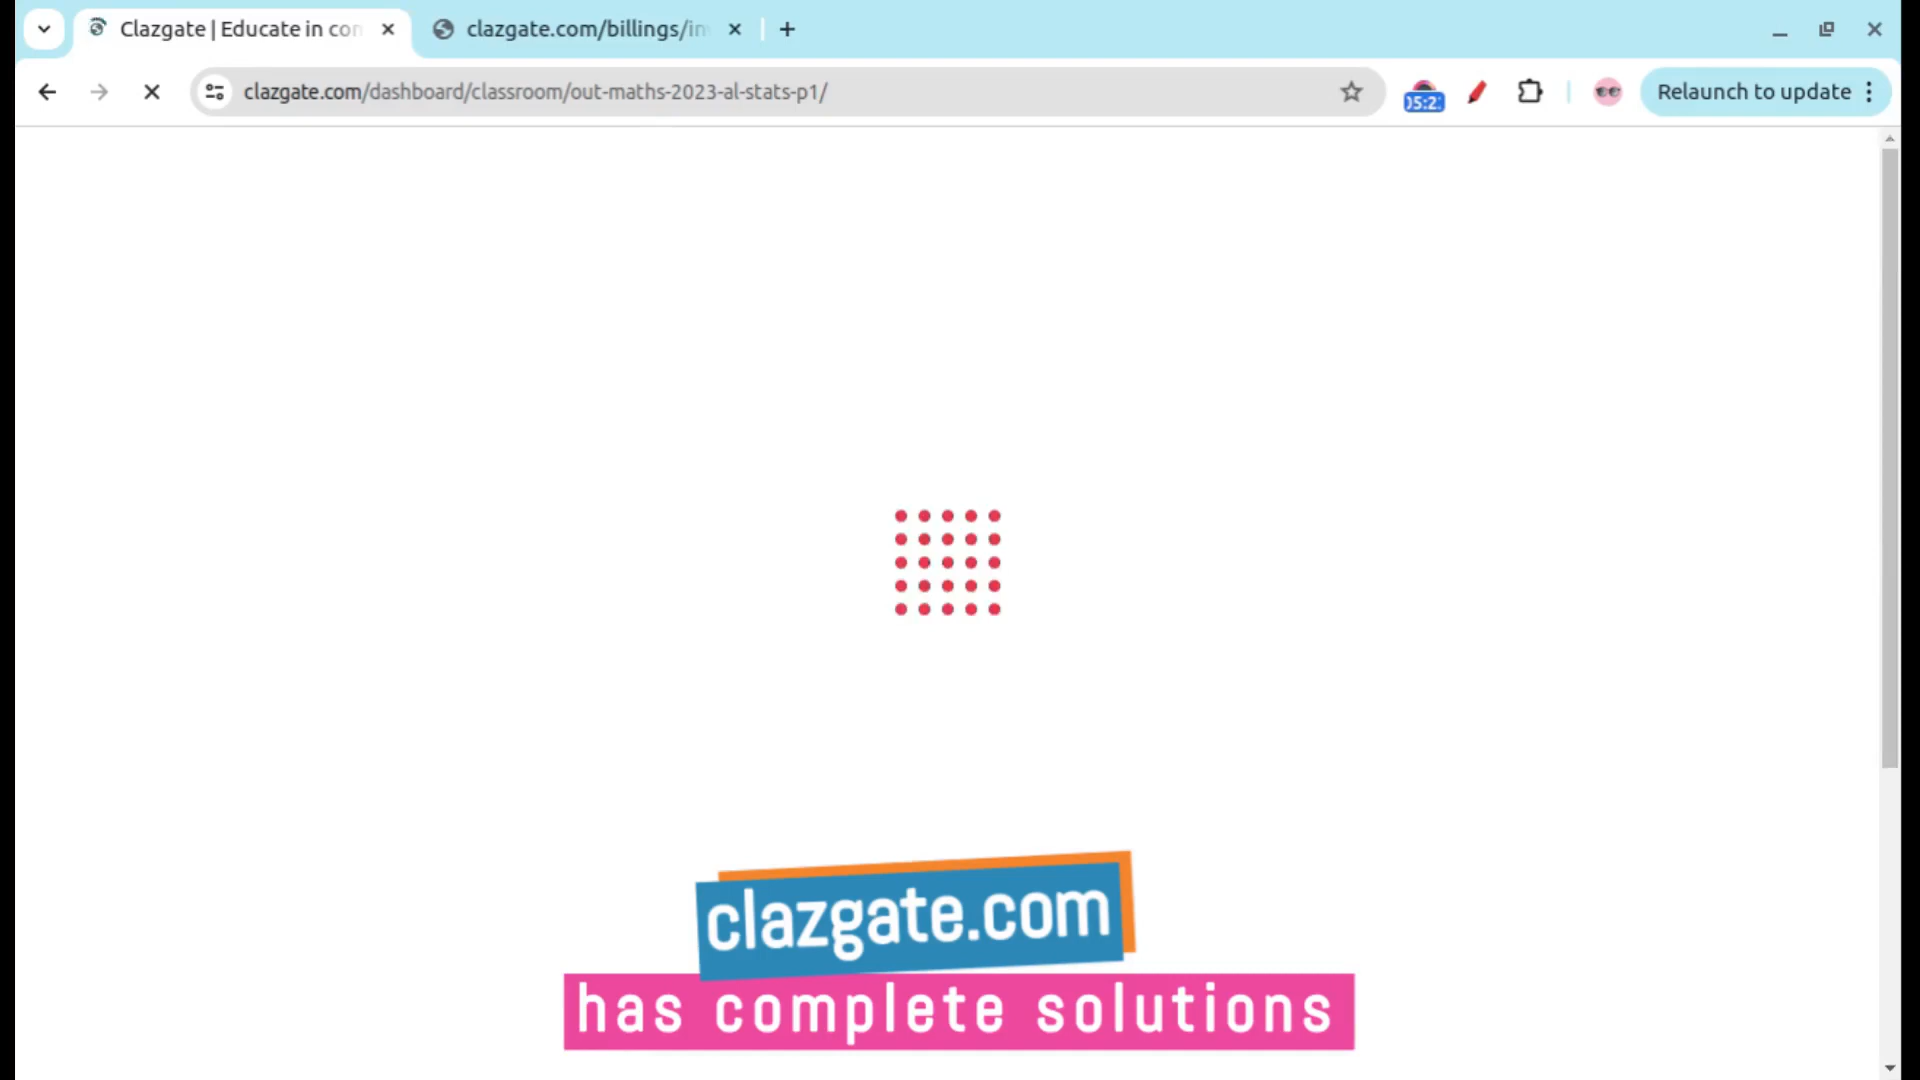 Clazgate | Educate in con
clazgate.com/billings/in
clazgate.com/dashboard/classroom/out-maths-2023-al-stats-p1/
Relaunch to update
clazgate.com
has complete solutions